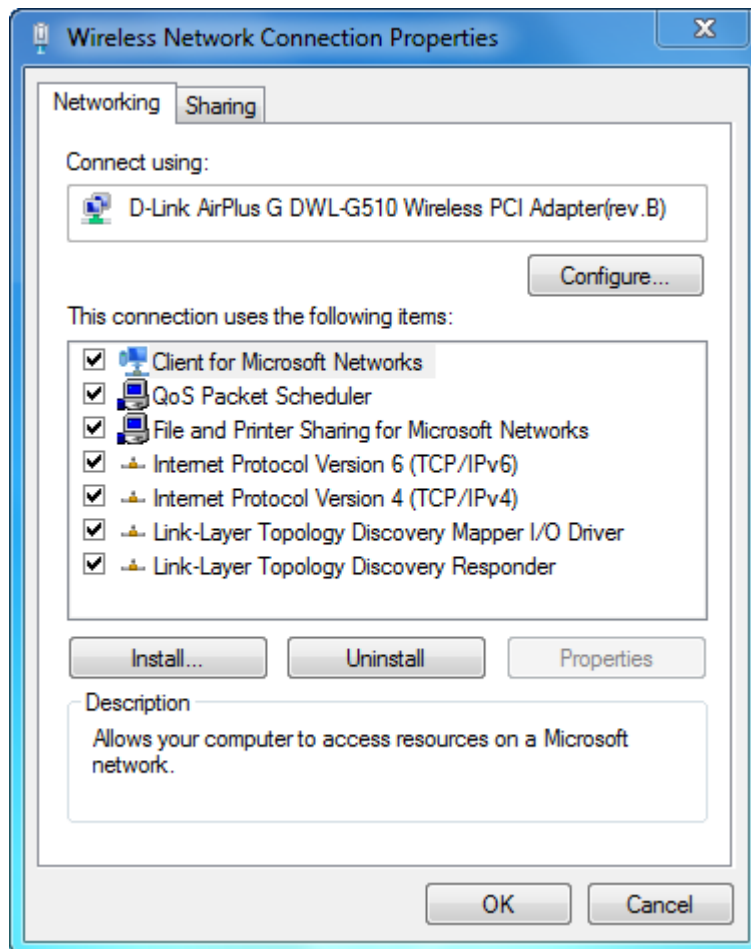 Wireless Network Connection Properties
Networking
Sharing
Connect using:
D-Link AirPlus G DWL-G510 Wireless PCI Adapter(rev.B)
Configure...
This connection uses the following items:
Client for Microsoft Networks
QoS Packet Scheduler
File and Printer Sharing for Microsoft Networks
Internet Protocol Version 6 (TCP/IPv6)
Internet Protocol Version 4 (TCP/IPv4)
Link-Layer Topology Discovery Mapper I/O Driver
Link-Layer Topology Discovery Responder
Install...
Uninstall
Properties
Description
Allows your computer to access resources on a Microsoft
network.
OK
Cancel